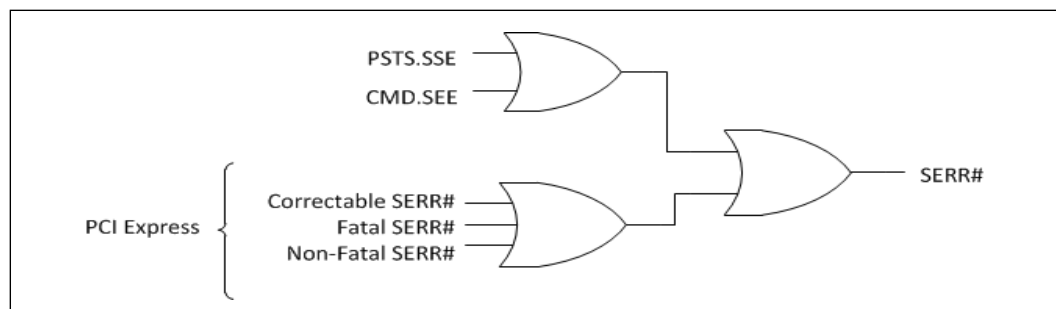 PSTS.SSE
CMD.SEE
SERR#
PCI Express
Correctable SERR#
Fatal SERR#
Non-Fatal SERR#